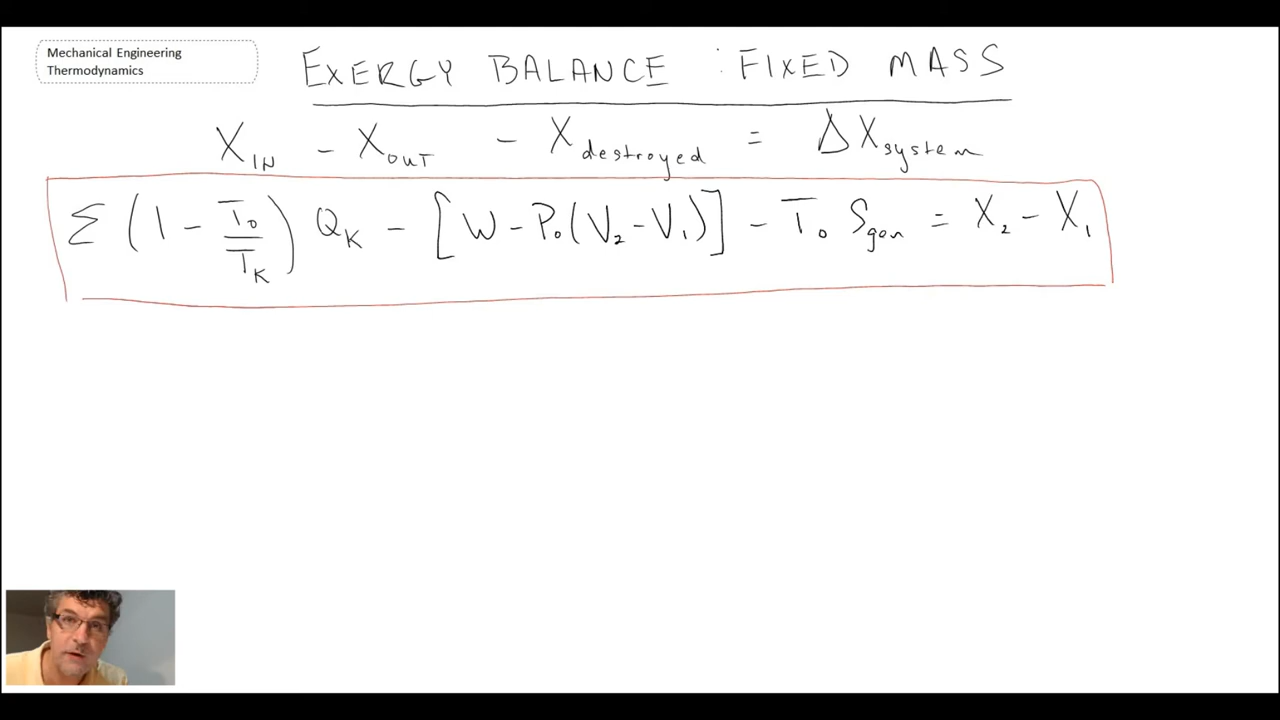 Mechanical Engineering
Thermodynamics
EXERGY BALANCE : FIXED MASS
X_IN - X_OUT - X_destroyed = ΔX_system
Σ (1 - T_0/T_K) Q_K - [W - P_0(V_2 - V_1)] - T_0 S_gen = X_2 - X_1